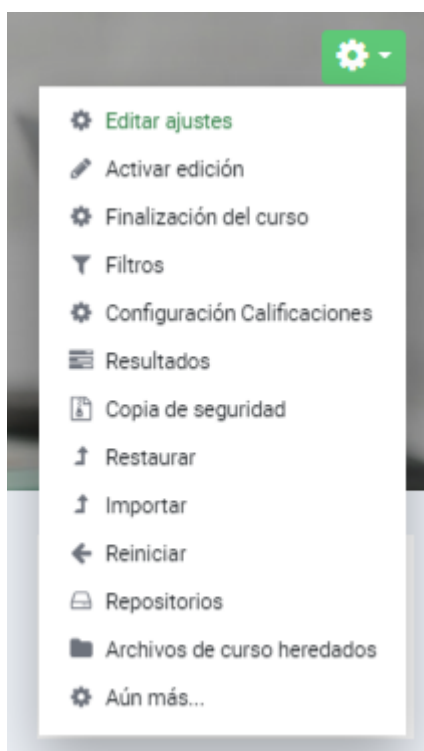 Editar ajustes
Activar edición
Finalización del curso
Filtros
Configuración Calificaciones
Resultados
Copia de seguridad
Restaurar
Importar
Reiniciar
Repositorios
Archivos de curso heredados
Aún más...